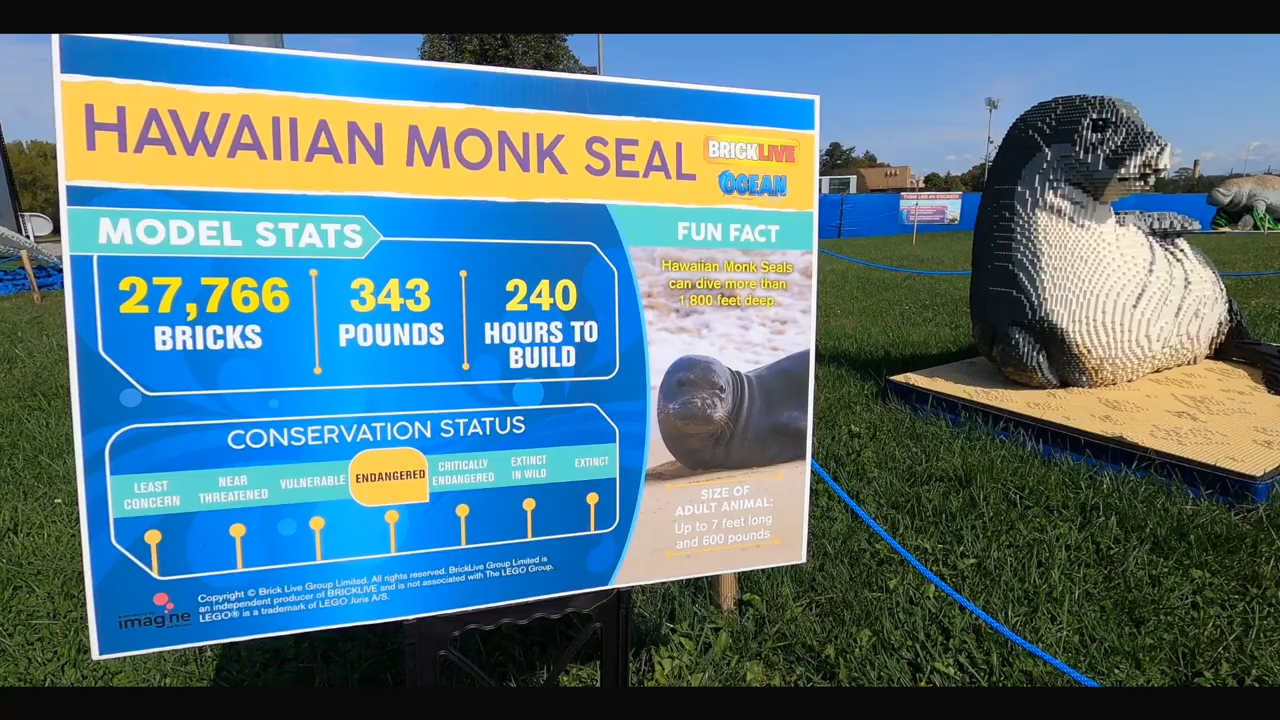 HAWAIIAN MONK SEAL
BRICKLIVE
OCEAN
MODEL STATS
27,766
BRICKS
343
POUNDS
240
HOURS TO
BUILD
FUN FACT
Hawaiian Monk Seals
can dive more than
1,800 feet deep.
CONSERVATION STATUS
LEAST
CONCERN
NEAR
THREATENED
VULNERABLE
ENDANGERED
CRITICALLY
ENDANGERED
EXTINCT
IN WILD
EXTINCT
SIZE OF
ADULT ANIMAL:
Up to 7 feet long
and 600 pounds
imagine
Copyright © Brick Live Group Limited. All rights reserved. BrickLive Group Limited is
an independent producer of BRICKLIVE and is not associated with The LEGO Group.
LEGO® is a trademark of LEGO Juris A/S.
THINK LIKE AN ENGINEER